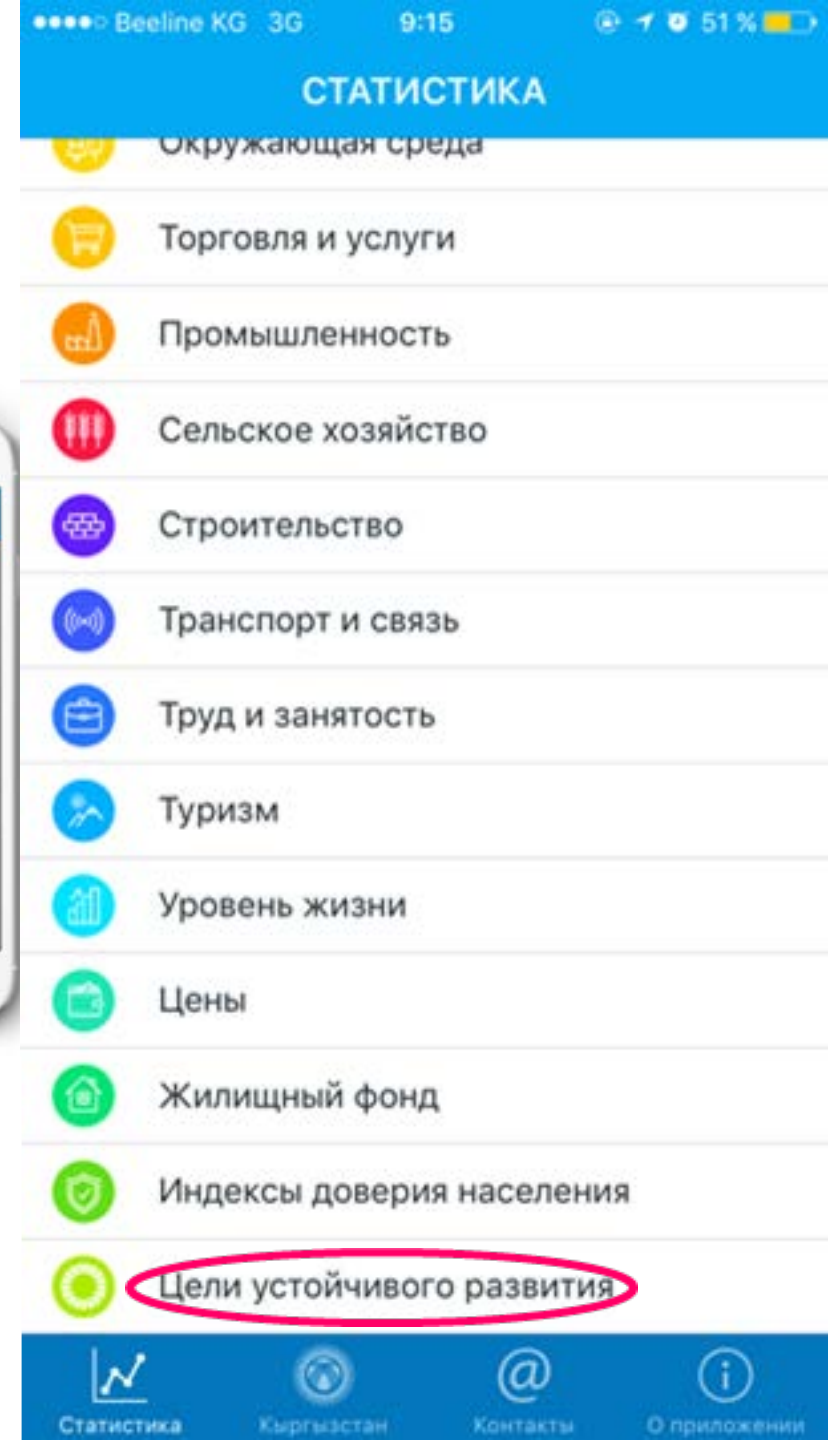 Beeline KG 3G 9:15 51 %
СТАТИСТИКА
Окружающая среда
Торговля и услуги
Промышленность
Сельское хозяйство
Строительство
Транспорт и связь
Труд и занятость
Туризм
Уровень жизни
Цены
Жилищный фонд
Индексы доверия населения
Цели устойчивого развития
Статистика Кыргызстан Контакты О приложении